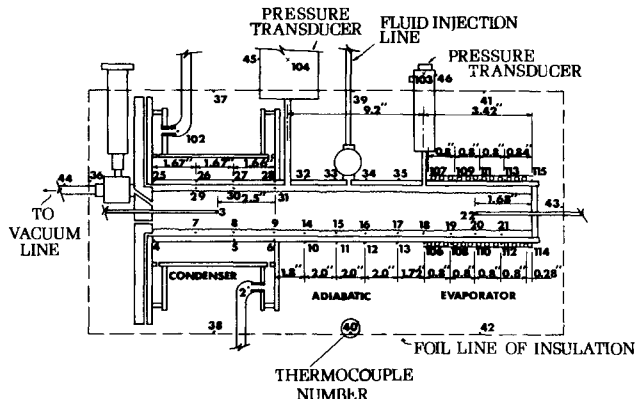 PRESSURE
TRANSDUCER
FLUID INJECTION
LINE
PRESSURE
TRANSDUCER
45
104
103 46
37
39
41
102
9.2"
3.42"
0.8" 0.8" 0.8" 0.84"
1.67" 1.67" 1.66"
107 109 111 113 115
44
36
25 26 27 28
32 33 34 35
29 30 31
2.5"
3
1.68"
22
43
TO
VACUUM
LINE
7 8 9 14 15 16 17 18 19 20 21
4 5 6 10 11 12 13 106 108 110 112 114
CONDENSER
1.8" 2.0" 2.0" 2.0" 1.72" 0.8" 0.8" 0.8" 0.8" 0.28"
2
ADIABATIC
EVAPORATOR
38
40
42
FOIL LINE OF INSULATION
THERMOCOUPLE
NUMBER